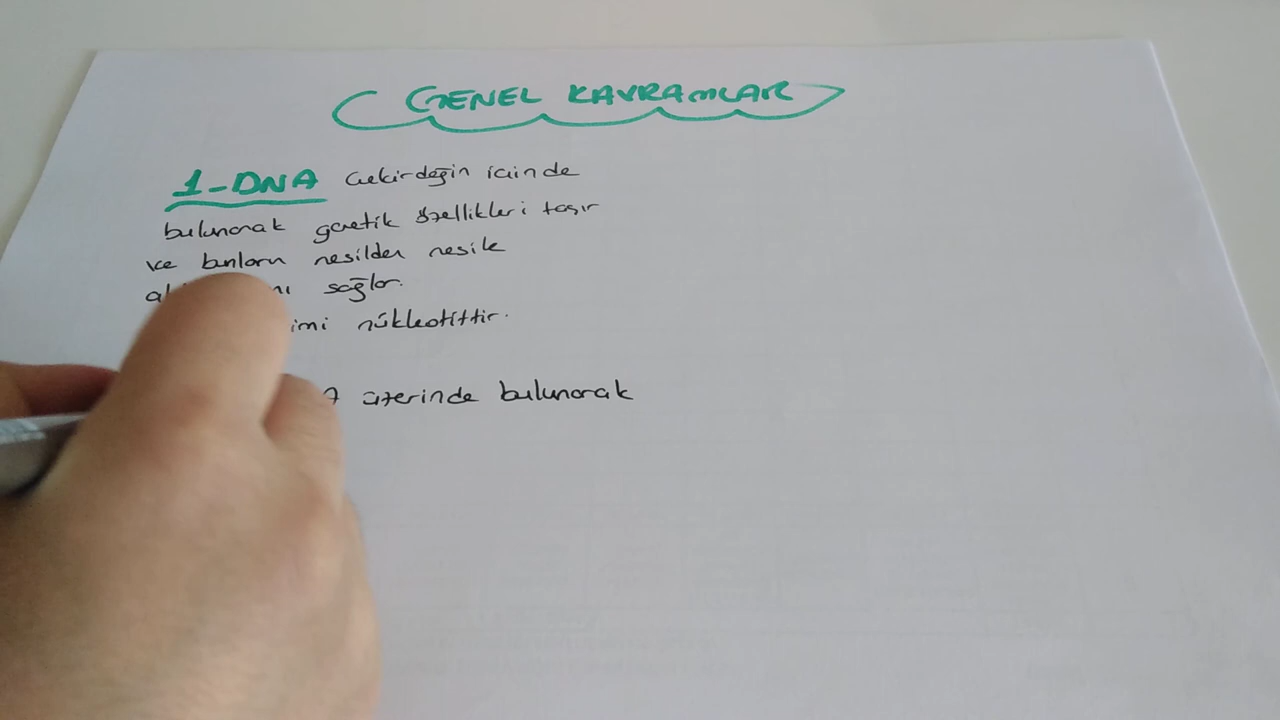 GENEL KAVRAMLAR
1-DNA Çekirdeğin içinde
bulunarak genetik özellikleri taşır
ve bunların nesilden nesile
sağlar.
nükleotittir.
üzerinde bulunarak